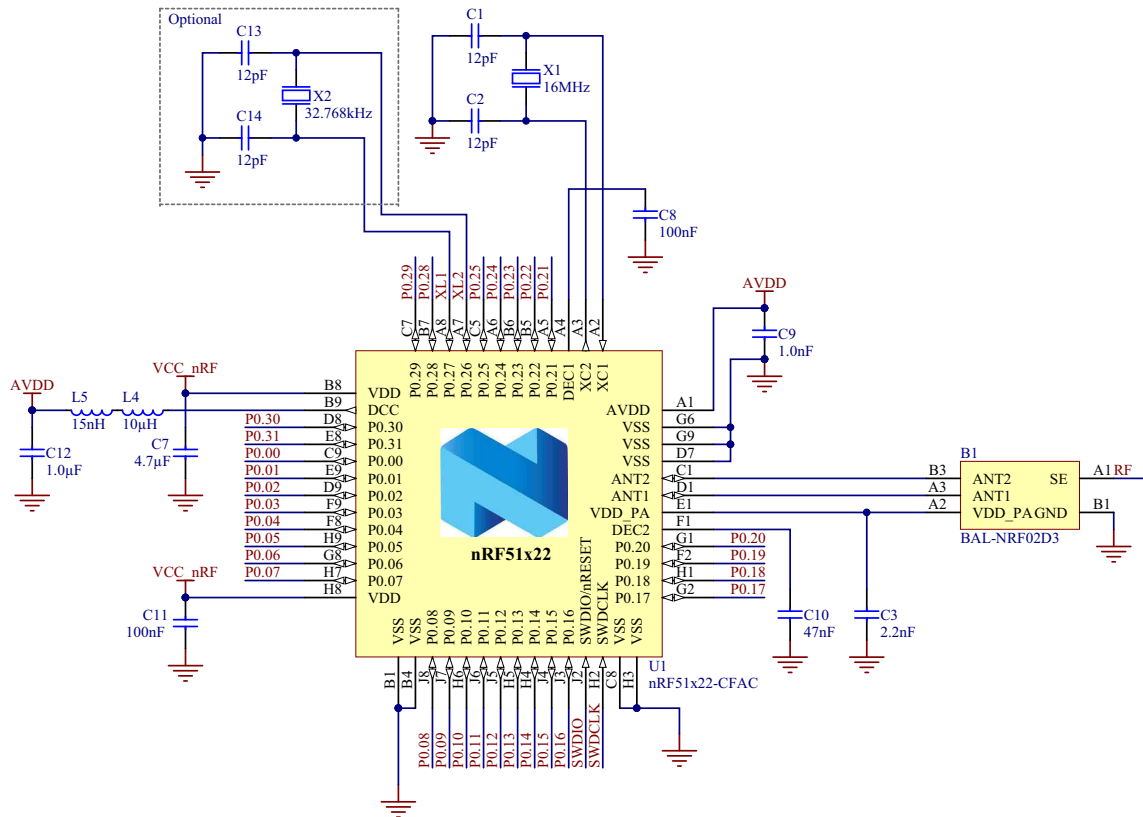 Optional
C13
12pF
X2
32.768kHz
C14
12pF
C1
12pF
X1
16MHz
C2
12pF
C8
100nF
P0.29
P0.28
XL1
XL2
P0.25
P0.24
P0.23
P0.22
P0.21
C7
B7
A8
A7
C5
A6
B6
B5
A5
A4
A3
A2
P0.29
P0.28
P0.27
P0.26
P0.25
P0.24
P0.23
P0.22
P0.21
DEC1
XC2
XC1
AVDD
C9
1.0nF
AVDD
L5
15nH
L4
10µH
VCC_nRF
C12
1.0µF
C7
4.7µF
B8 VDD
B9 DCC
P0.30 D8 P0.30
P0.31 E8 P0.31
P0.00 C9 P0.00
P0.01 E9 P0.01
P0.02 D9 P0.02
P0.03 F9 P0.03
P0.04 F8 P0.04
P0.05 H9 P0.05
P0.06 G8 P0.06
P0.07 H7 P0.07
H8 VDD
VCC_nRF
C11
100nF
nRF51x22
AVDD A1
VSS G6
VSS G9
VSS D7
ANT2 C1
ANT1 D1
VDD_PA E1
DEC2 F1
P0.20 G1 P0.20
P0.19 F2 P0.19
P0.18 H1 P0.18
P0.17 G2 P0.17
B1
B3 ANT2 SE A1 RF
A3 ANT1
A2 VDD_PA GND B1
BAL-NRF02D3
C10
47nF
C3
2.2nF
VSS
VSS
P0.08
P0.09
P0.10
P0.11
P0.12
P0.13
P0.14
P0.15
P0.16
SWDIO/nRESET
SWDCLK
VSS
VSS
U1
nRF51x22-CFAC
B1
B4
J8
J7
H6
J6
J5
H5
H4
J4
J3
J2
H2
C8
H3
P0.08
P0.09
P0.10
P0.11
P0.12
P0.13
P0.14
P0.15
P0.16
SWDIO
SWDCLK